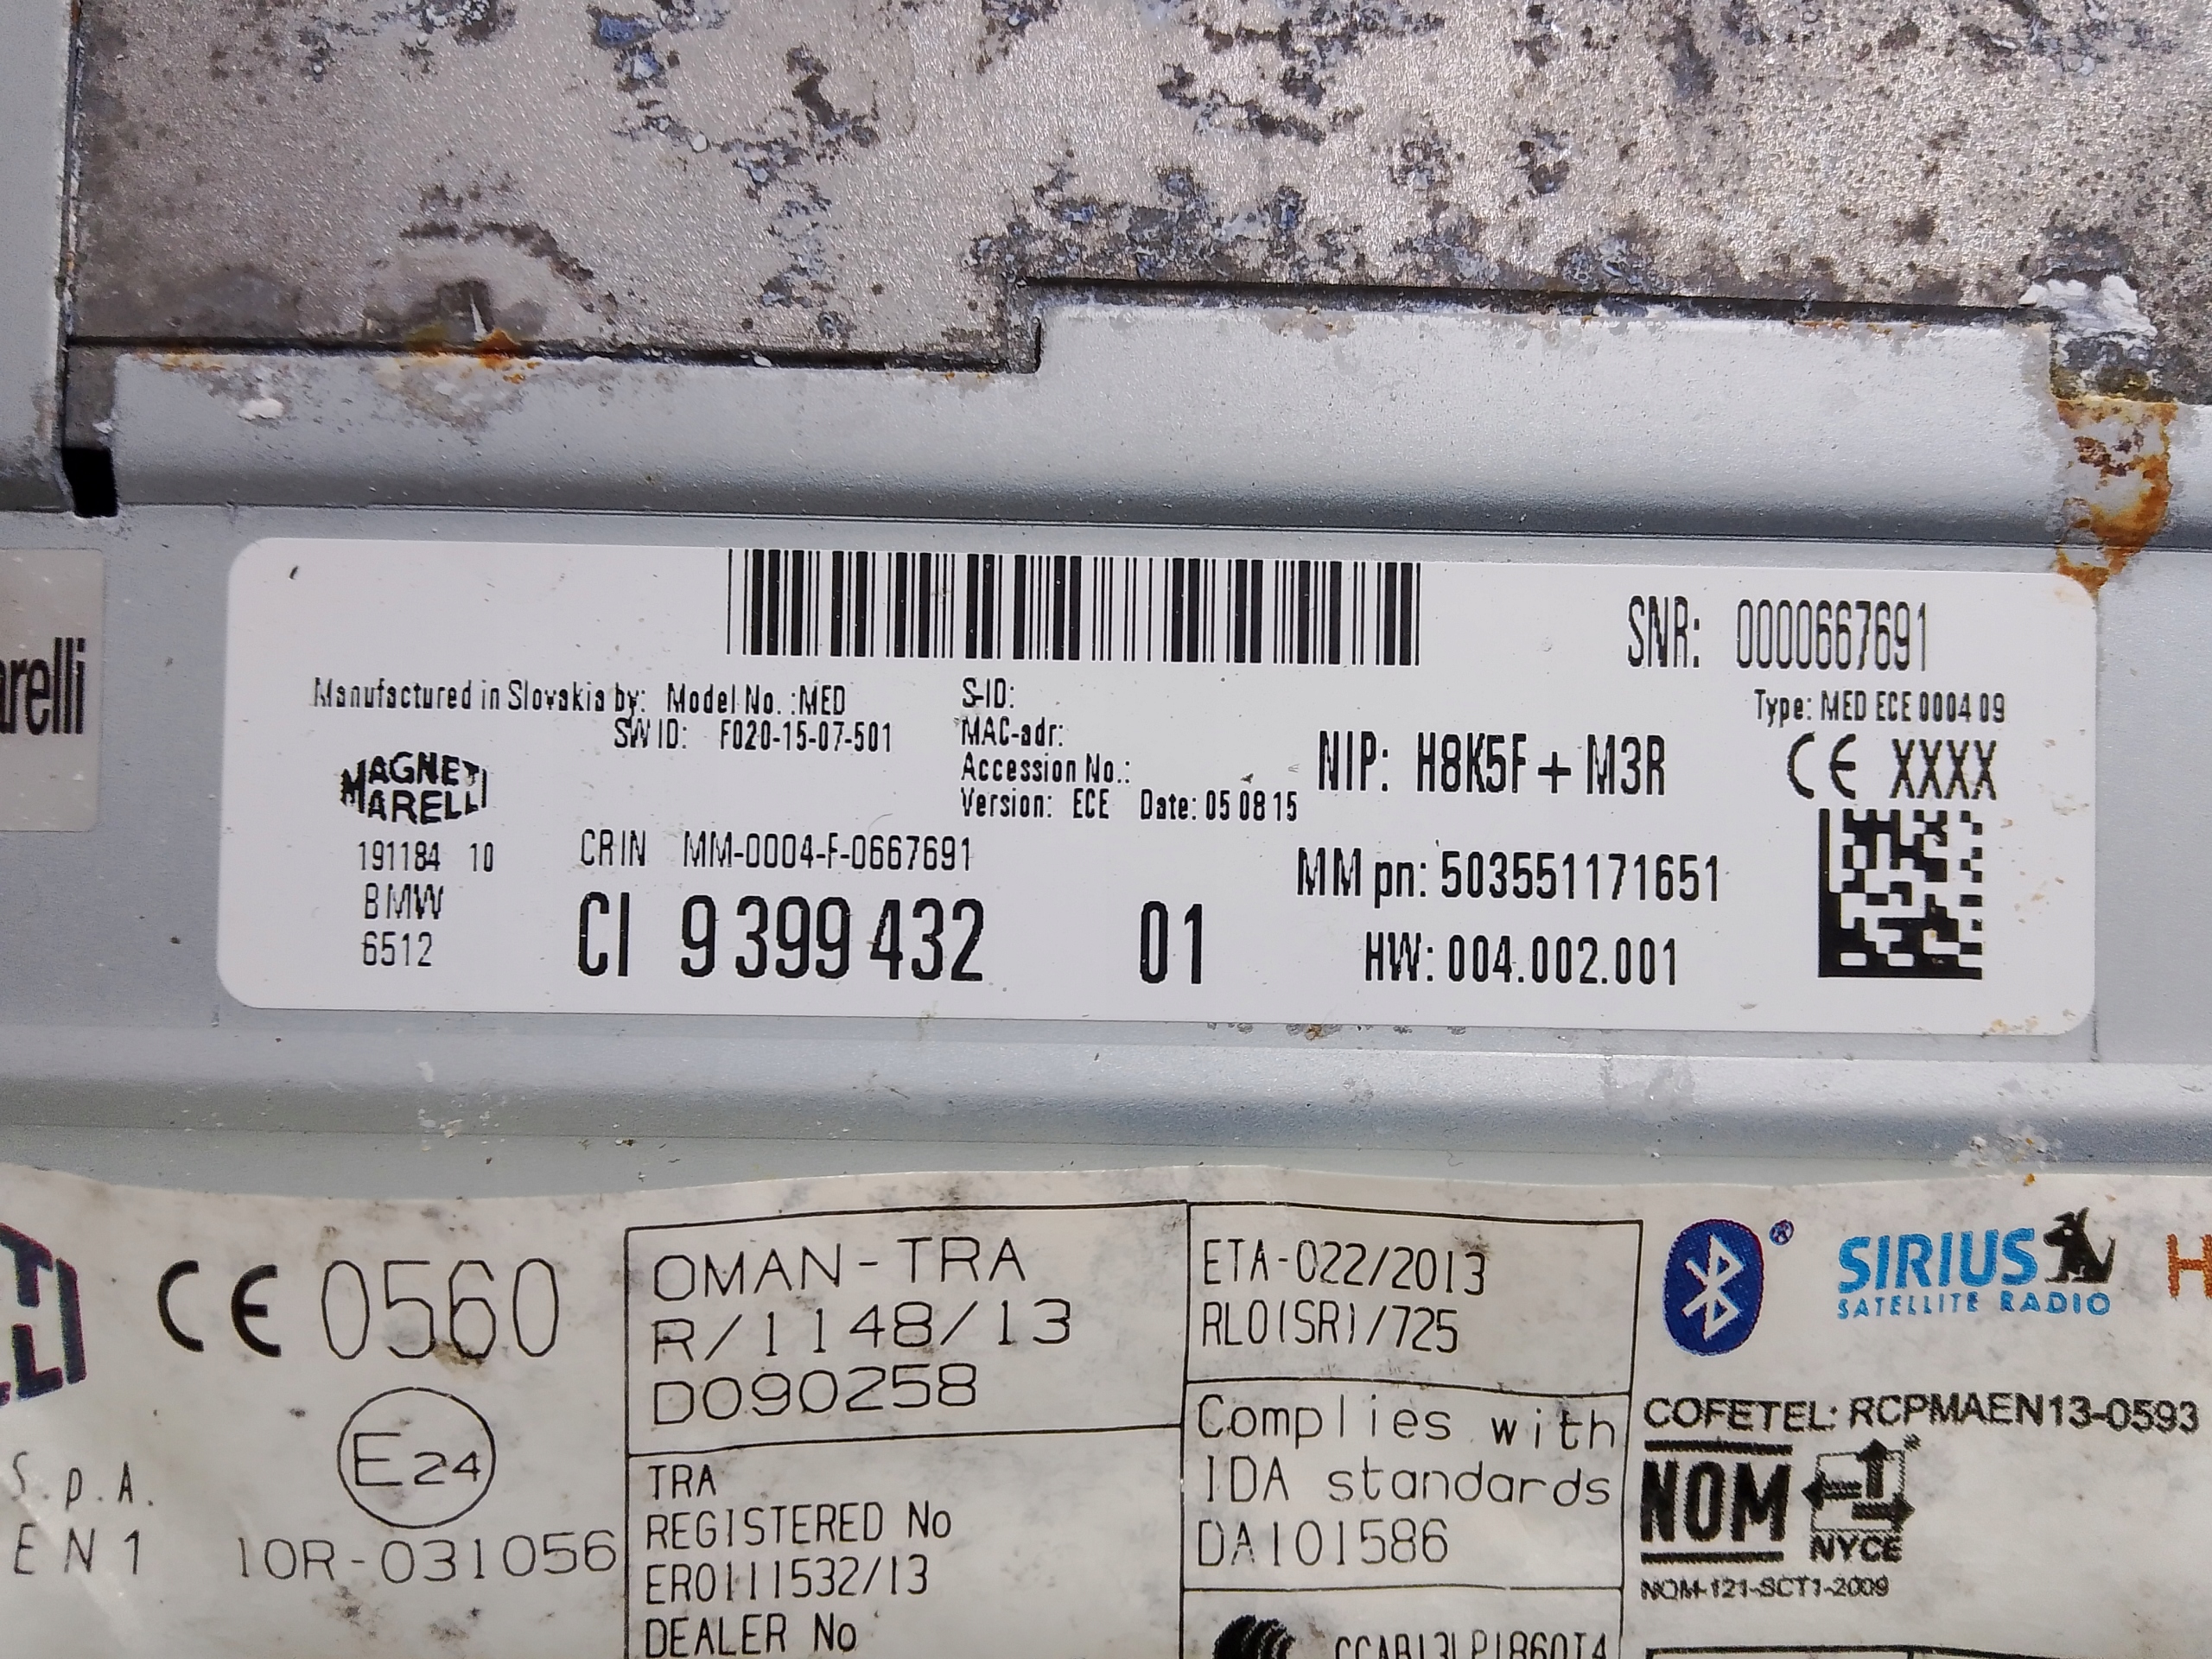 arelli
SNR: 0000667691
Manufactured in Slovakia by: Model No. :MED
SW ID: F020-15-07-501
S-ID:
MAC-adr:
Accession No.:
Version: ECE Date: 05 08 15
NIP: H8K5F + M3R
Type: MED ECE 0004 09
CE XXXX
MAGNETI
MARELLI
191184 10
BMW
6512
CRIN MM-0004-F-0667691
CI 9 399 432 01
MM pn: 503551171651
HW: 004.002.001
CE 0560
E24
S.p.A.
EN1
10R-031056
OMAN-TRA
R/1148/13
D090258
TRA
REGISTERED No
ER0111532/13
DEALER No
ETA-022/2013
RLO(SR)/725
Complies with
IDA standards
DA101586
CCAB13LP1860T4
®
SIRIUS
SATELLITE RADIO
H
COFETEL: RCPMAEN13-0593
NOM
NYCE
NOM-121-SCT1-2009